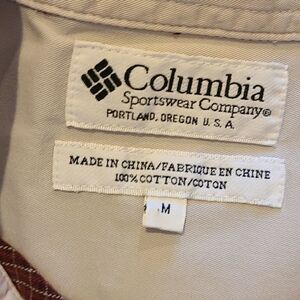 Columbia
Sportswear Company®
PORTLAND, OREGON U.S.A.
MADE IN CHINA/FABRIQUE EN CHINE
100% COTTON/COTON
M